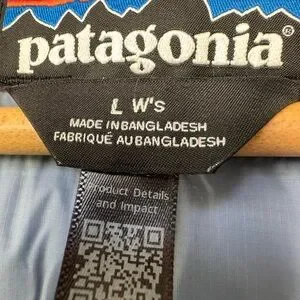 patagonia®
L W's
MADE IN BANGLADESH
FABRIQUÉ AU BANGLADESH
Product Details
and Impact